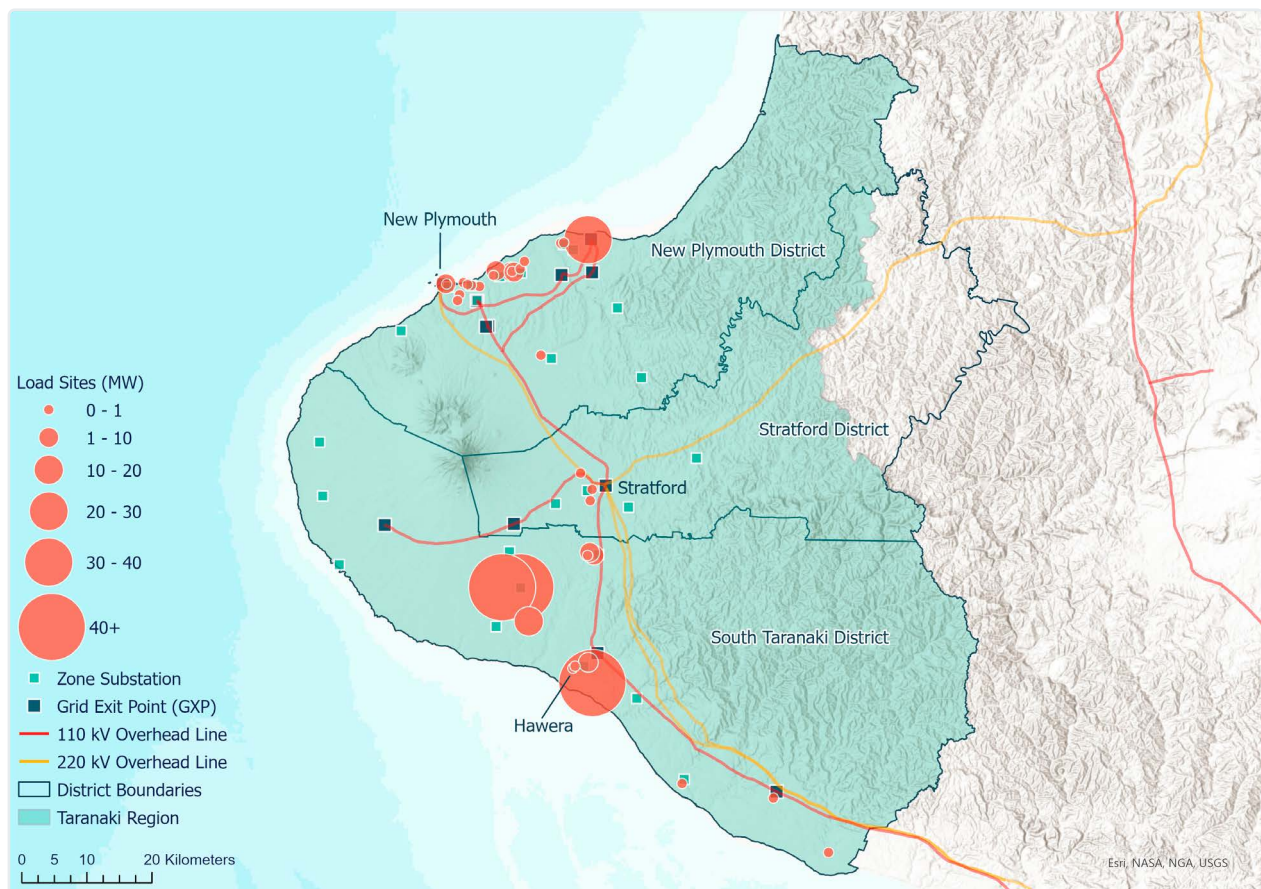 New Plymouth
New Plymouth District
Stratford District
Stratford
South Taranaki District
Hawera
Load Sites (MW)
0 - 1
1 - 10
10 - 20
20 - 30
30 - 40
40+
Zone Substation
Grid Exit Point (GXP)
110 kV Overhead Line
220 kV Overhead Line
District Boundaries
Taranaki Region
0 5 10 20 Kilometers
Esri, NASA, NGA, USGS